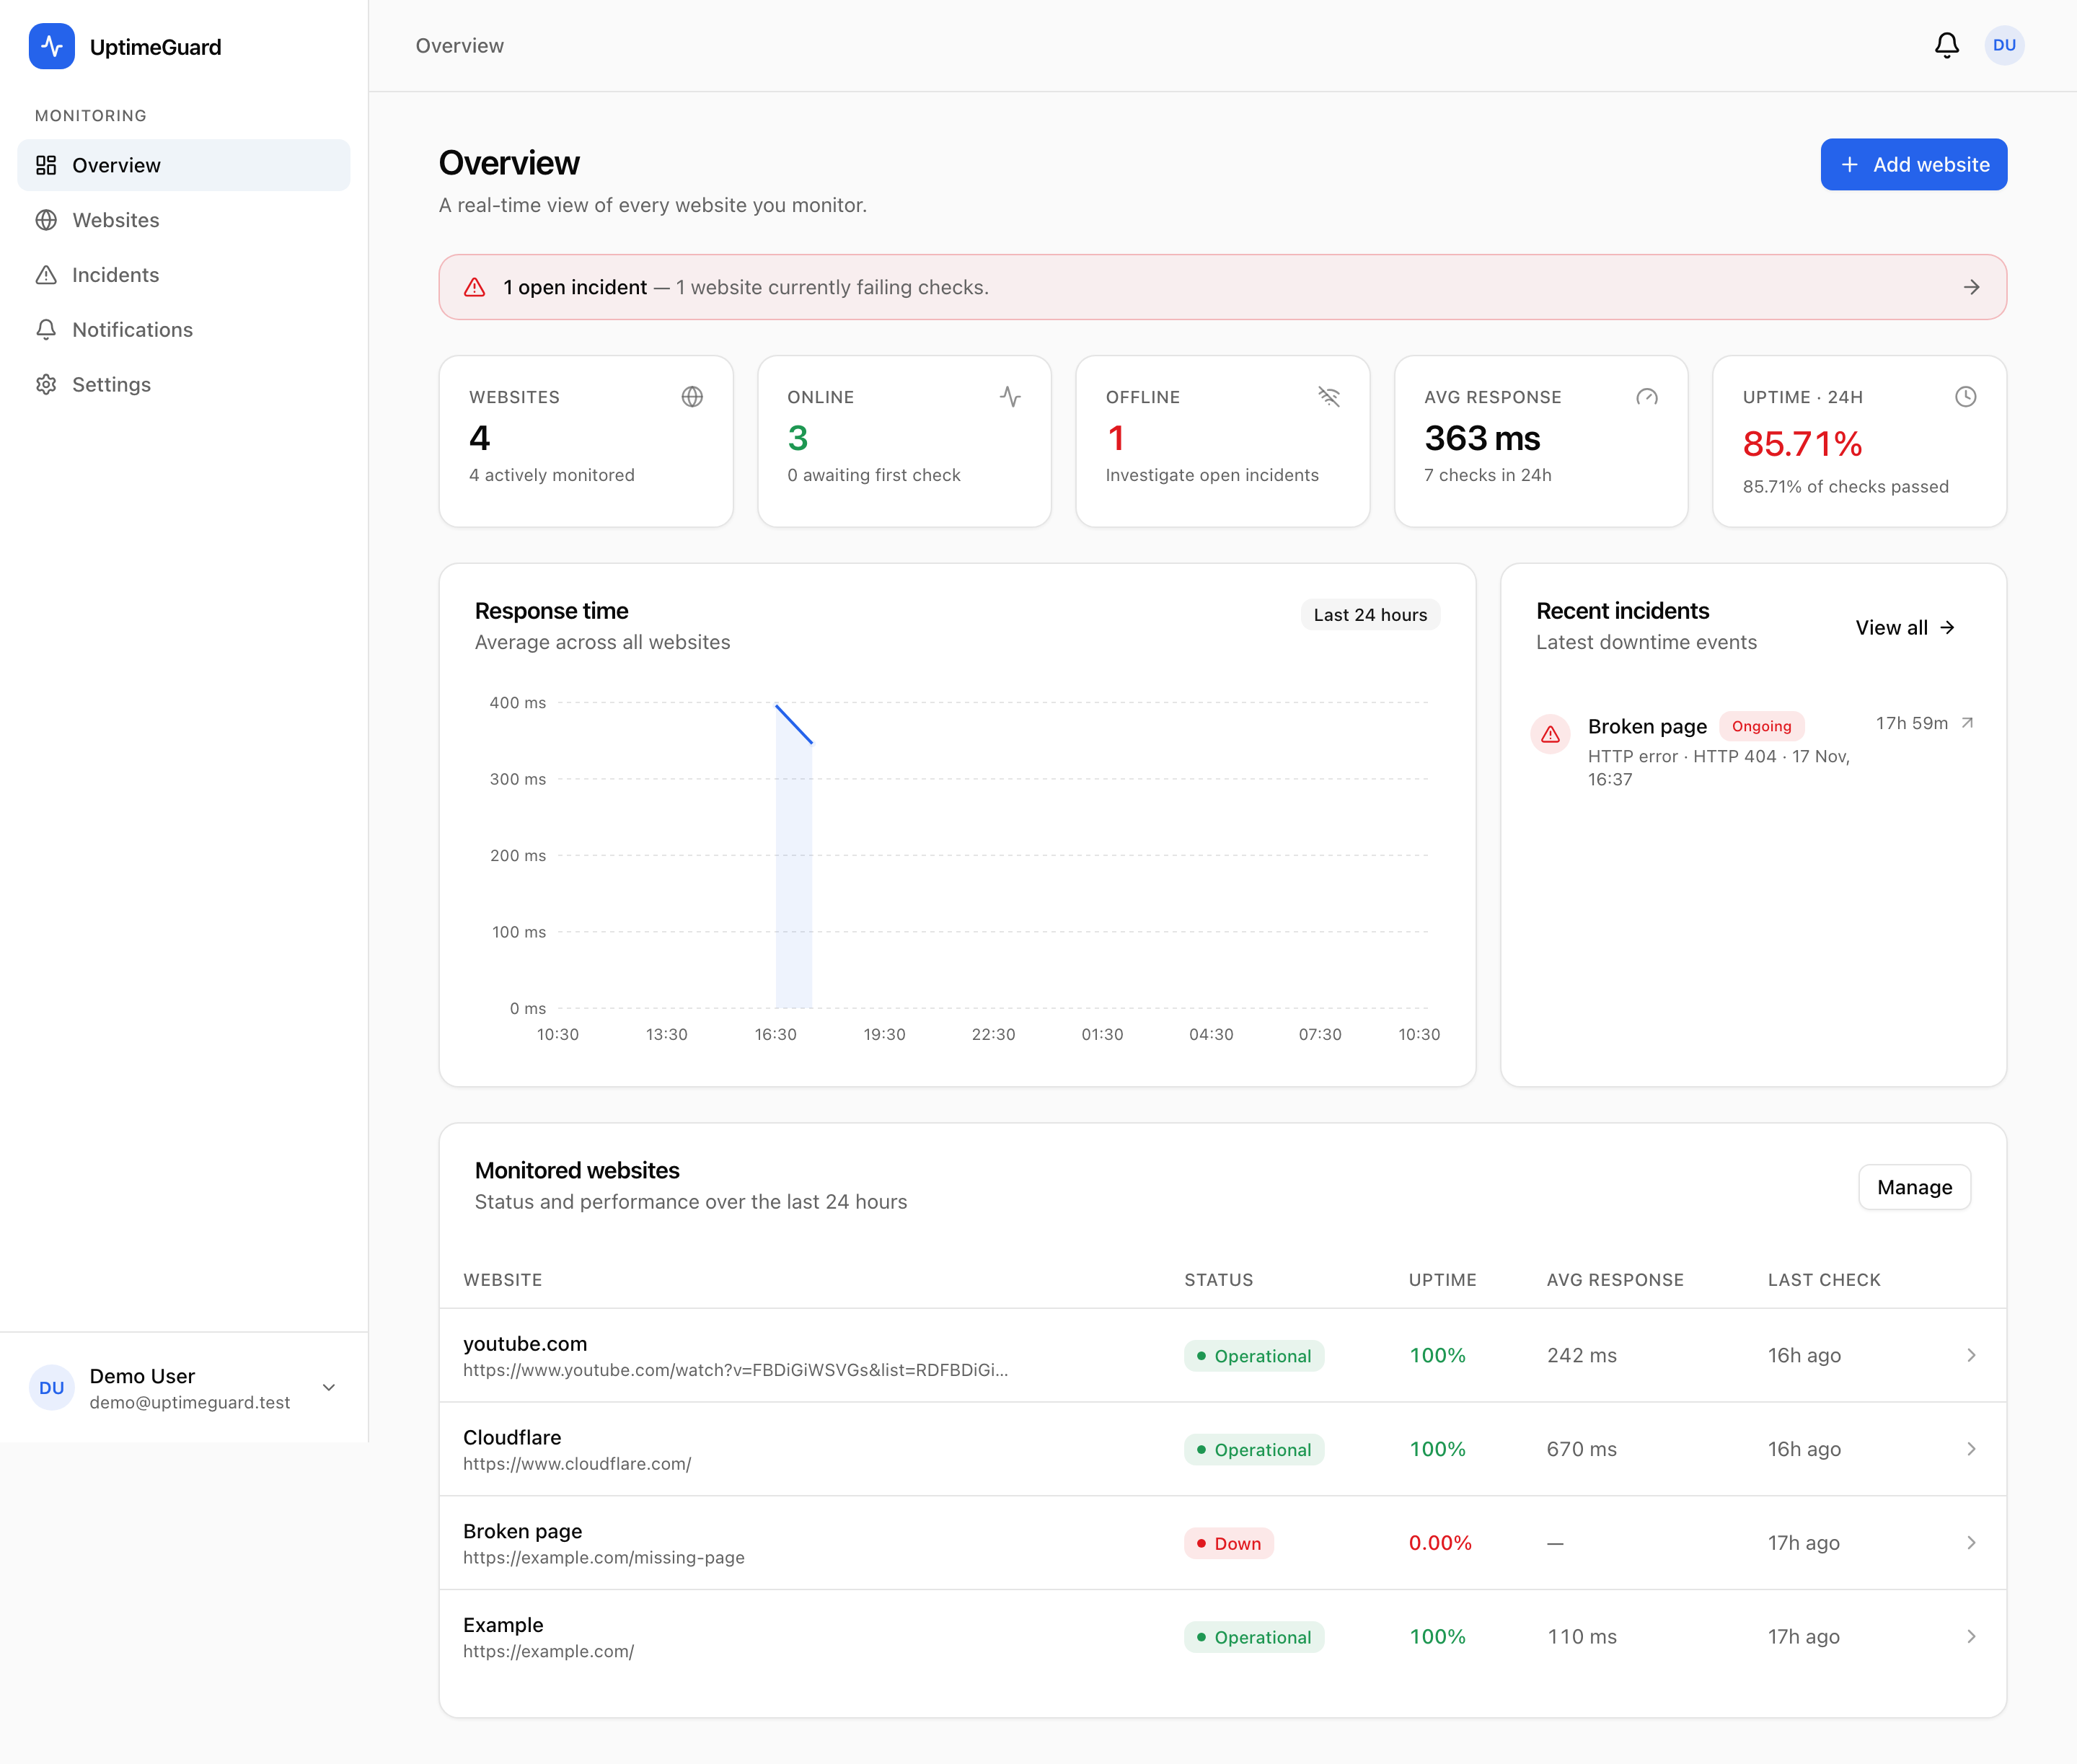 UptimeGuard
MONITORING
Overview
Websites
Incidents
Notifications
Settings
DU
Demo User
demo@uptimeguard.test
Overview
DU
Overview
A real-time view of every website you monitor.
Add website
1 open incident — 1 website currently failing checks.
WEBSITES
4
4 actively monitored
ONLINE
3
0 awaiting first check
OFFLINE
1
Investigate open incidents
AVG RESPONSE
363 ms
7 checks in 24h
UPTIME · 24H
85.71%
85.71% of checks passed
Response time
Average across all websites
Last 24 hours
400 ms
300 ms
200 ms
100 ms
0 ms
10:30 13:30 16:30 19:30 22:30 01:30 04:30 07:30 10:30
Recent incidents
Latest downtime events
View all
Broken page Ongoing 17h 59m
HTTP error · HTTP 404 · 17 Nov,
16:37
Monitored websites
Status and performance over the last 24 hours
Manage
WEBSITE STATUS UPTIME AVG RESPONSE LAST CHECK
youtube.com
https://www.youtube.com/watch?v=FBDiGiWSVGs&list=RDFBDiGi...
Operational 100% 242 ms 16h ago
Cloudflare
https://www.cloudflare.com/
Operational 100% 670 ms 16h ago
Broken page
https://example.com/missing-page
Down 0.00% — 17h ago
Example
https://example.com/
Operational 100% 110 ms 17h ago